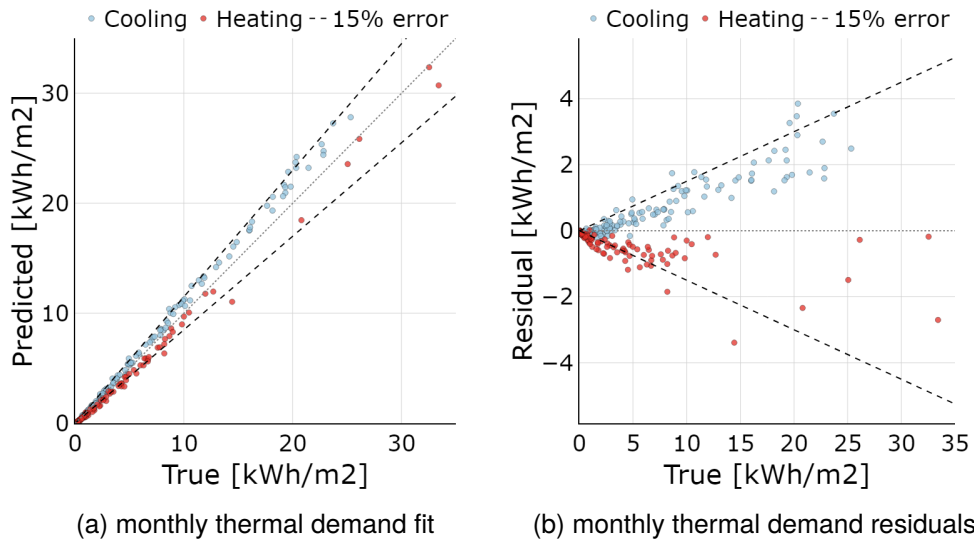 Cooling Heating -- 15% error
30
20
10
0
Predicted [kWh/m2]
0 10 20 30
True [kWh/m2]
(a) monthly thermal demand fit
Cooling Heating -- 15% error
4
2
0
−2
−4
Residual [kWh/m2]
0 5 10 15 20 25 30 35
True [kWh/m2]
(b) monthly thermal demand residuals